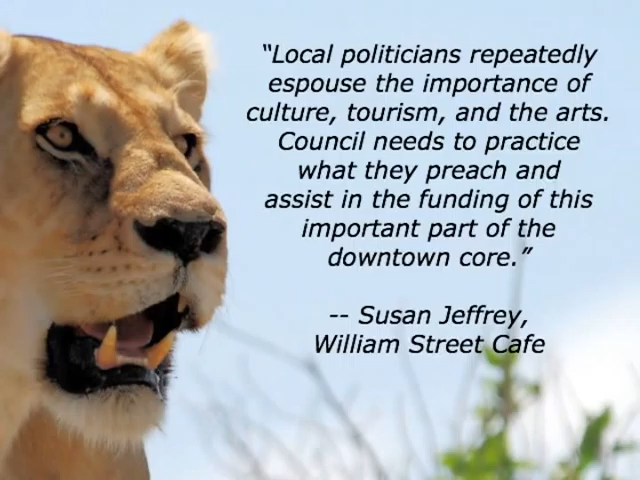 “Local politicians repeatedly
espouse the importance of
culture, tourism, and the arts.
Council needs to practice
what they preach and
assist in the funding of this
important part of the
downtown core.”
-- Susan Jeffrey,
William Street Cafe